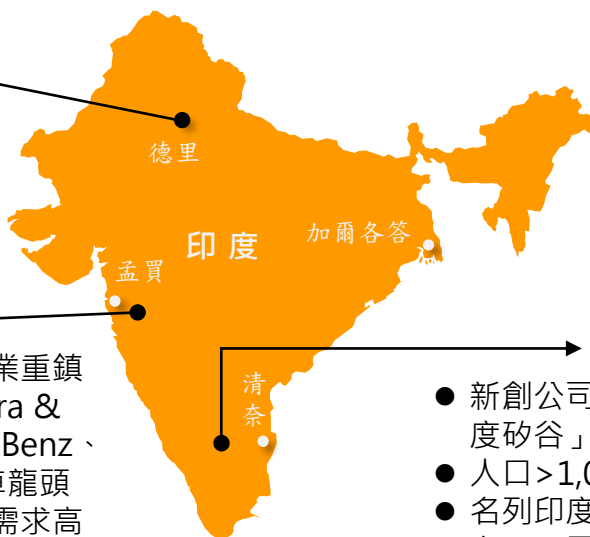 德里
印度
加爾各答
孟買
清
奈
業重鎮
ra &
Benz、
車龍頭
需求高
● 新創公司
度矽谷」
● 人口>1,0
● 名列印度